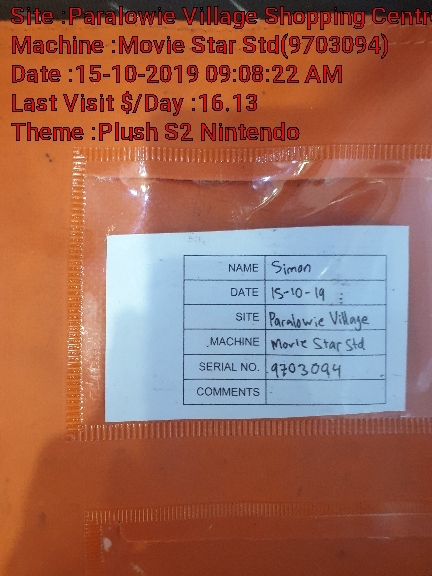 Site :Paralowie Village Shopping Centre
Machine :Movie Star Std(9703094)
Date :15-10-2019 09:08:22 AM
Last Visit $/Day :16.13
Theme :Plush S2 Nintendo
NAME Simon
DATE 15-10-19
SITE Paralowie Village
MACHINE Movie Star Std
SERIAL NO. 9703094
COMMENTS